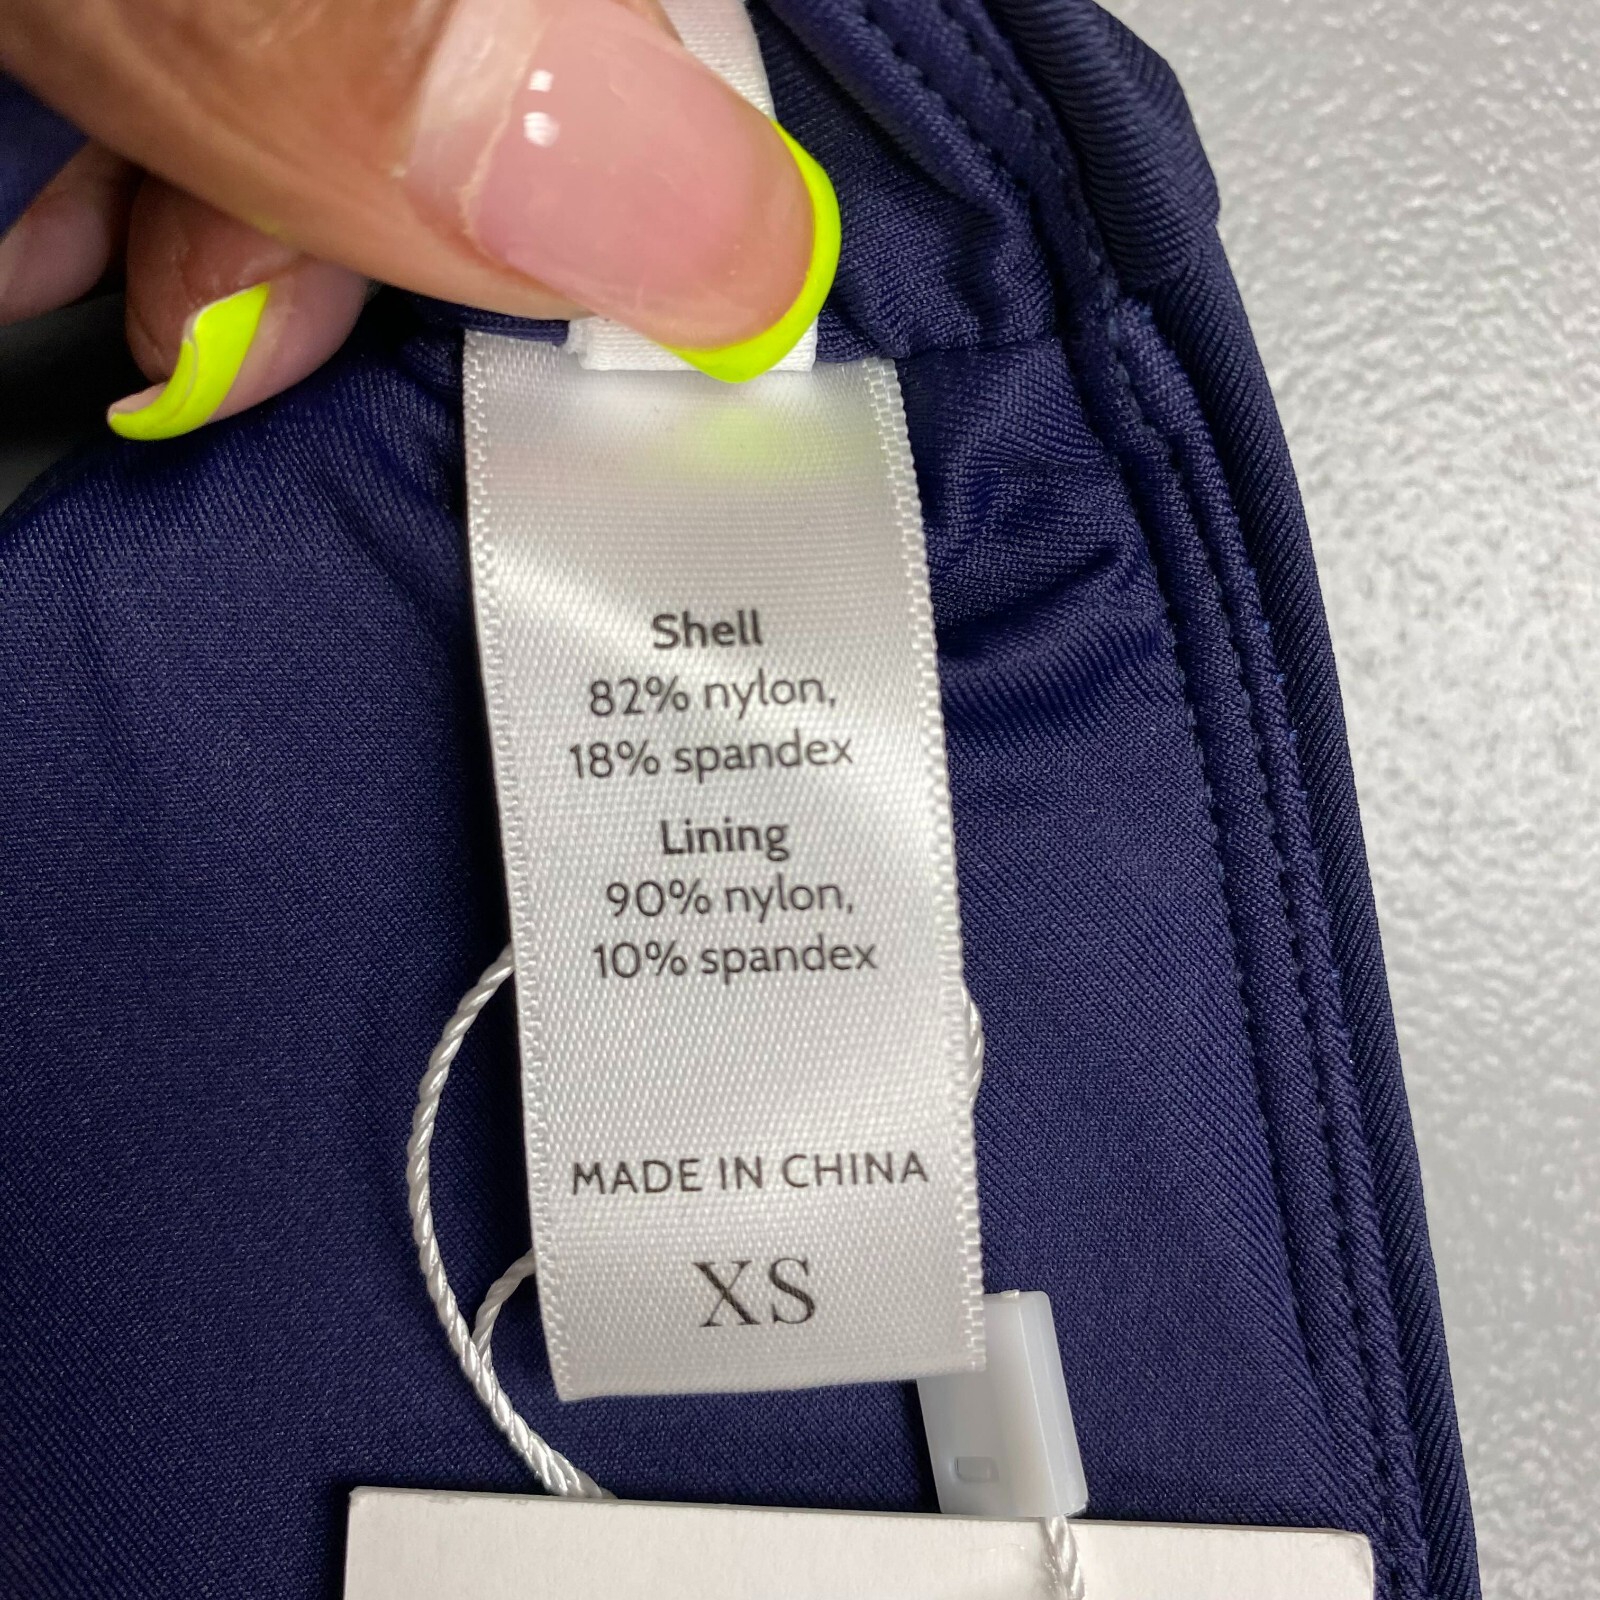 Shell
82% nylon,
18% spandex
Lining
90% nylon,
10% spandex
MADE IN CHINA
XS